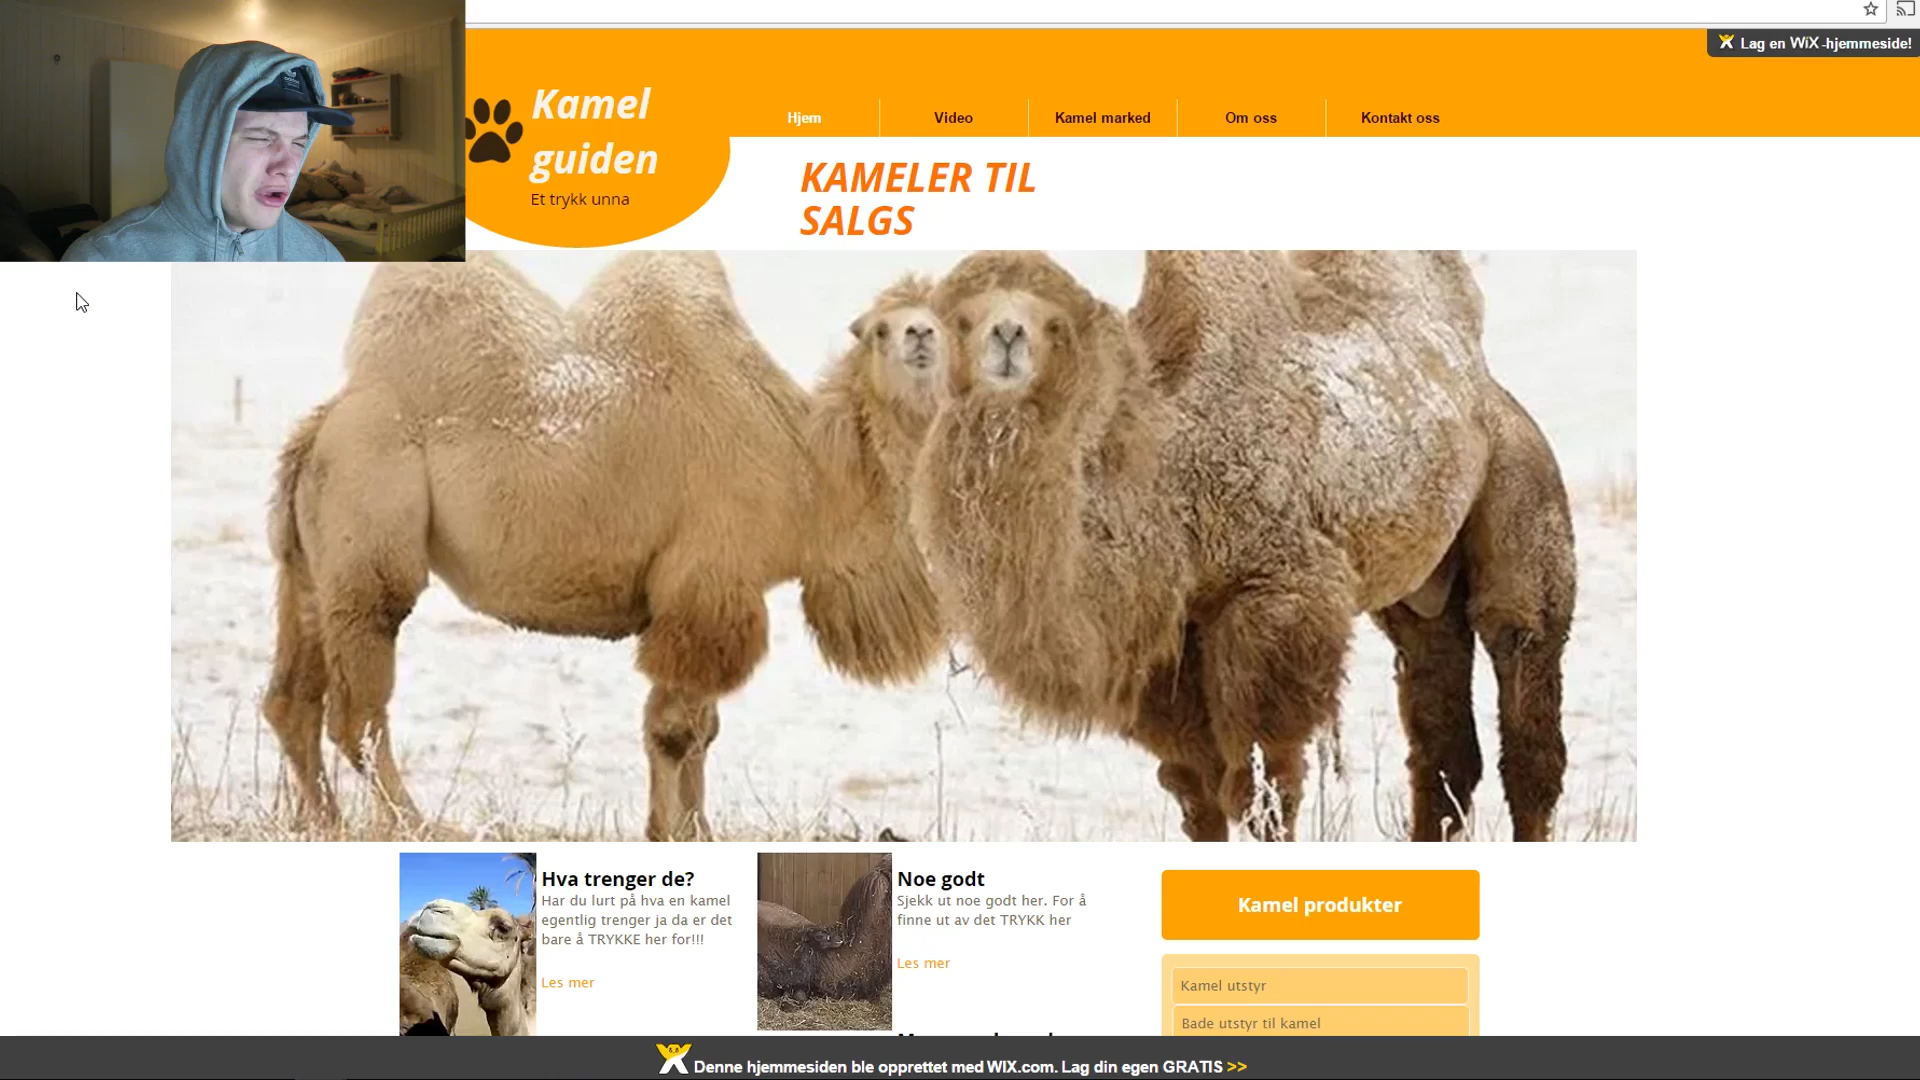 Lag en WiX-hjemmeside!
Kamel
guiden
Et trykk unna
Hjem
Video
Kamel marked
Om oss
Kontakt oss
KAMELER TIL
SALGS
Hva trenger de?
Har du lurt på hva en kamel
egentlig trenger ja da er det
bare å TRYKKE her for!!!
Les mer
Noe godt
Sjekk ut noe godt her. For å
finne ut av det TRYKK her
Les mer
Kamel produkter
Kamel utstyr
Bade utstyr til kamel
Denne hjemmesiden ble opprettet med WIX.com. Lag din egen GRATIS >>